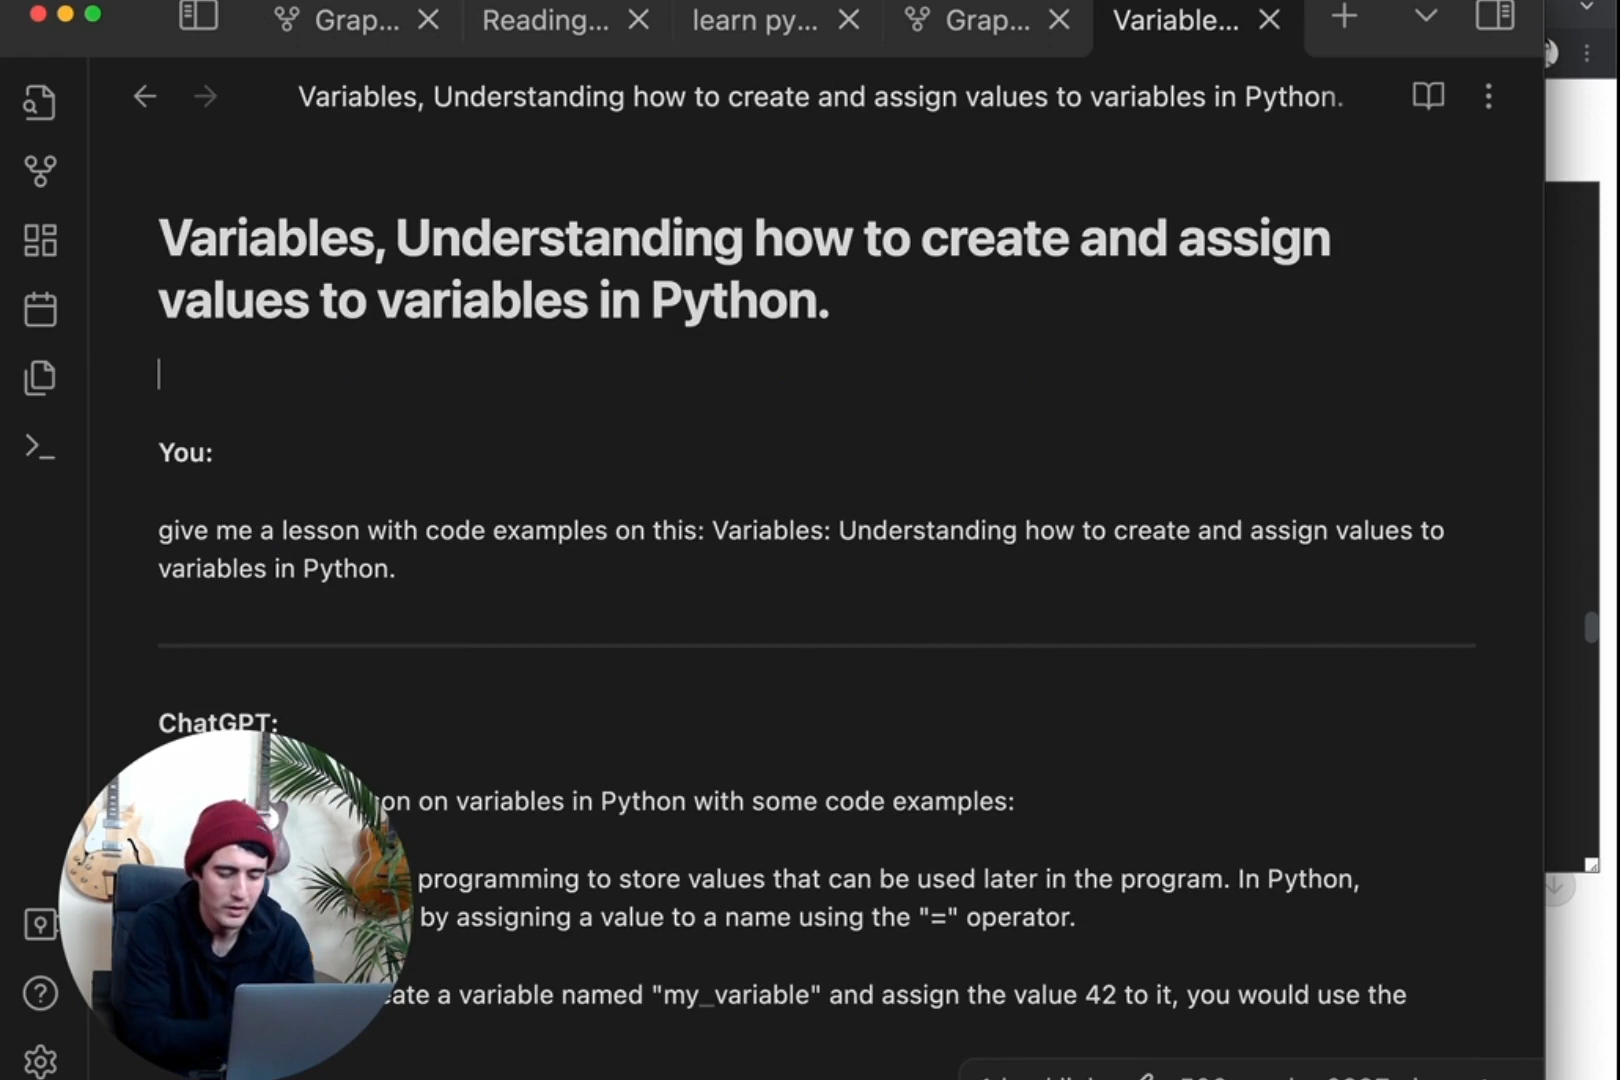 Grap...
Reading...
learn py...
Grap...
Variable...
Variables, Understanding how to create and assign values to variables in Python.
Variables, Understanding how to create and assign
values to variables in Python.
You:
give me a lesson with code examples on this: Variables: Understanding how to create and assign values to
variables in Python.
ChatGPT:
on variables in Python with some code examples:
programming to store values that can be used later in the program. In Python,
by assigning a value to a name using the "=" operator.
a variable named "my_variable" and assign the value 42 to it, you would use the